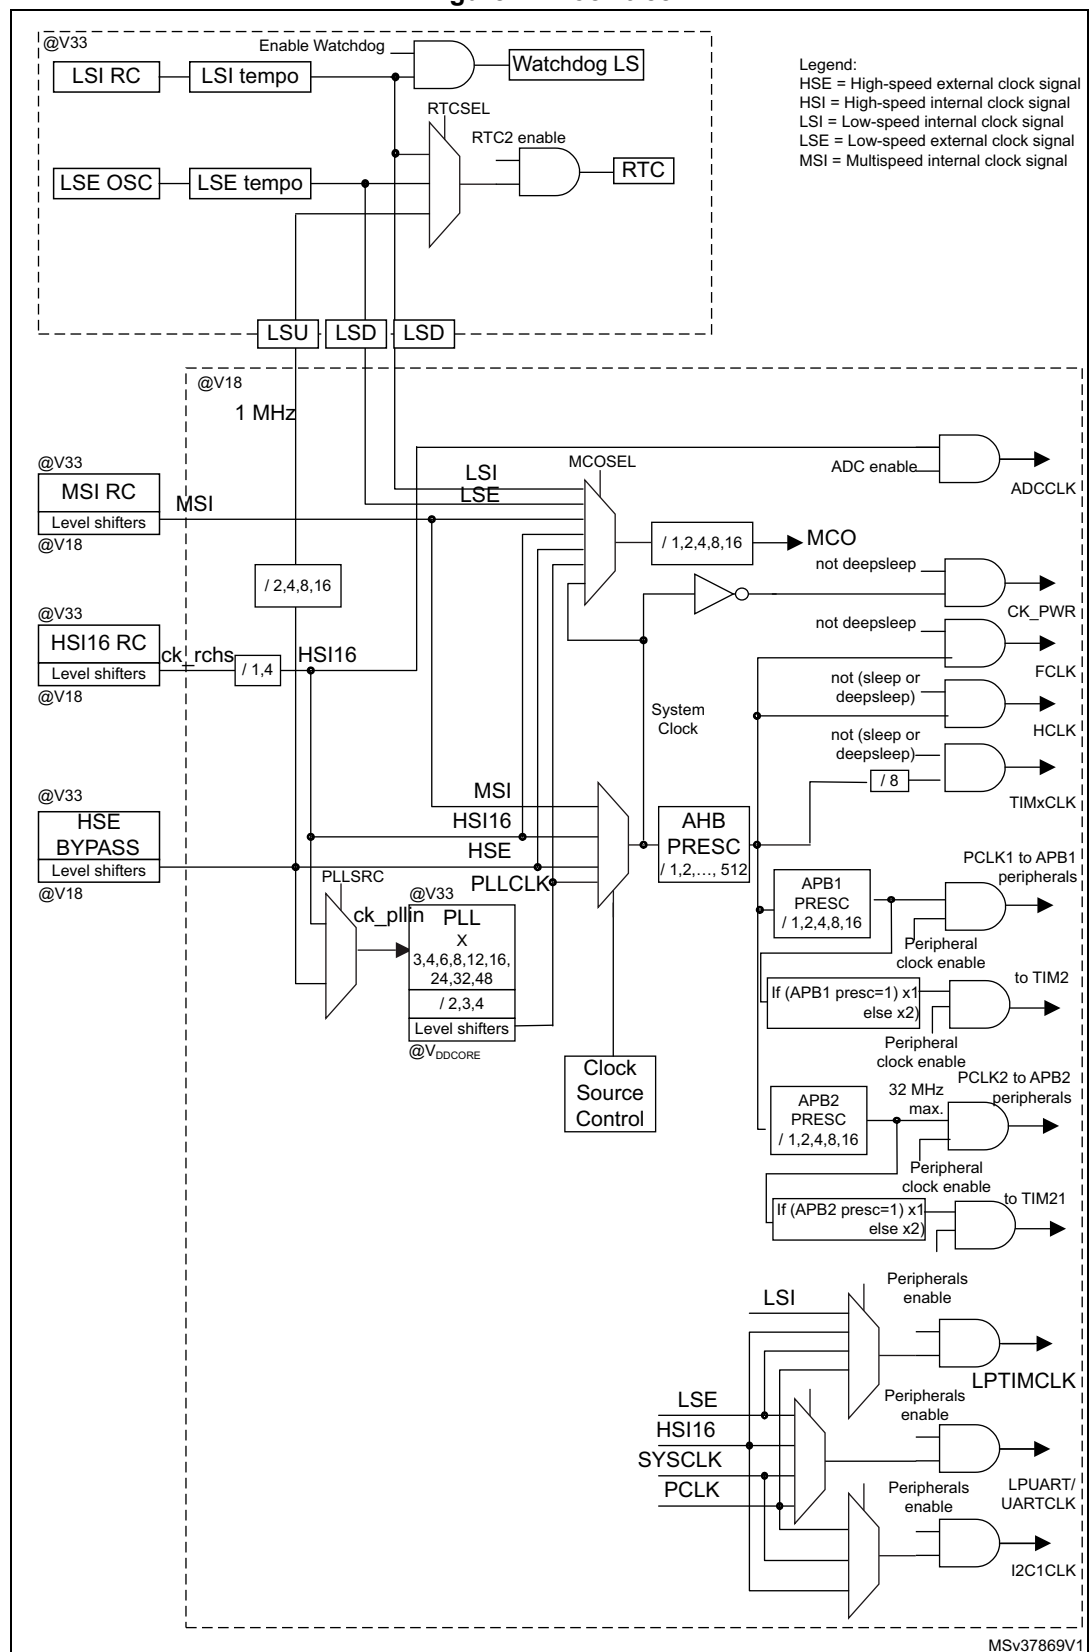 @V33
Enable Watchdog
LSI RC
LSI tempo
Watchdog LS
Legend:
HSE = High-speed external clock signal
HSI = High-speed internal clock signal
LSI = Low-speed internal clock signal
LSE = Low-speed external clock signal
MSI = Multispeed internal clock signal
RTCSEL
RTC2 enable
LSE OSC
LSE tempo
RTC
LSU
LSD
LSD
@V18
1 MHz
@V33
MSI RC
Level shifters
@V18
MSI
LSI
LSE
MCOSEL
ADC enable
ADCCLK
/ 1,2,4,8,16
MCO
/ 2,4,8,16
not deepsleep
CK_PWR
@V33
HSI16 RC
Level shifters
@V18
ck_rchs
/ 1,4
HSI16
not deepsleep
FCLK
not (sleep or
deepsleep)
HCLK
System
Clock
not (sleep or
deepsleep)
/ 8
TIMxCLK
@V33
HSE
BYPASS
Level shifters
@V18
MSI
HSI16
HSE
PLLCLK
AHB
PRESC
/ 1,2,..., 512
PLLSRC
ck_pllin
@V33
PLL
X
3,4,6,8,12,16,
24,32,48
/ 2,3,4
Level shifters
@VDDCORE
APB1
PRESC
/ 1,2,4,8,16
PCLK1 to APB1
peripherals
Peripheral
clock enable
If (APB1 presc=1) x1
else x2)
to TIM2
Peripheral
clock enable
Clock
Source
Control
APB2
PRESC
/ 1,2,4,8,16
32 MHz
max.
PCLK2 to APB2
peripherals
Peripheral
clock enable
If (APB2 presc=1) x1
else x2)
to TIM21
LSI
Peripherals
enable
LPTIMCLK
LSE
HSI16
SYSCLK
PCLK
Peripherals
enable
LPUART/
UARTCLK
Peripherals
enable
I2C1CLK
MSv37869V1